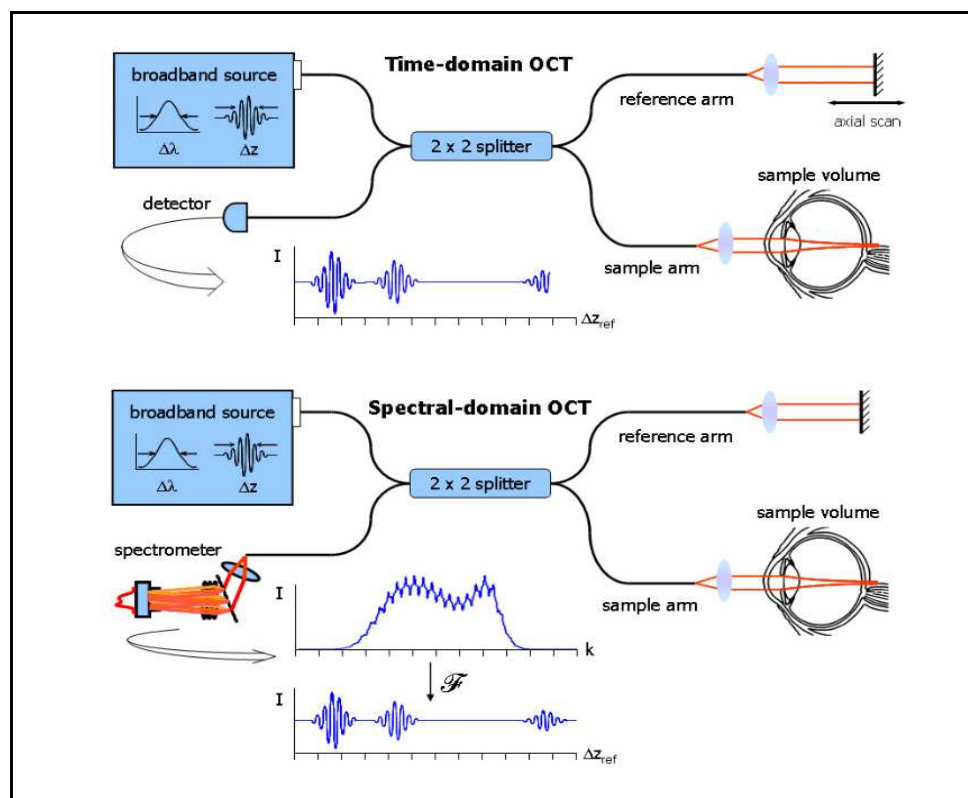 Time-domain OCT
broadband source
Δλ
Δz
2 x 2 splitter
reference arm
axial scan
sample volume
detector
sample arm
I
Δz_ref
Spectral-domain OCT
broadband source
Δλ
Δz
2 x 2 splitter
reference arm
sample volume
spectrometer
sample arm
I
k
ℱ
I
Δz_ref